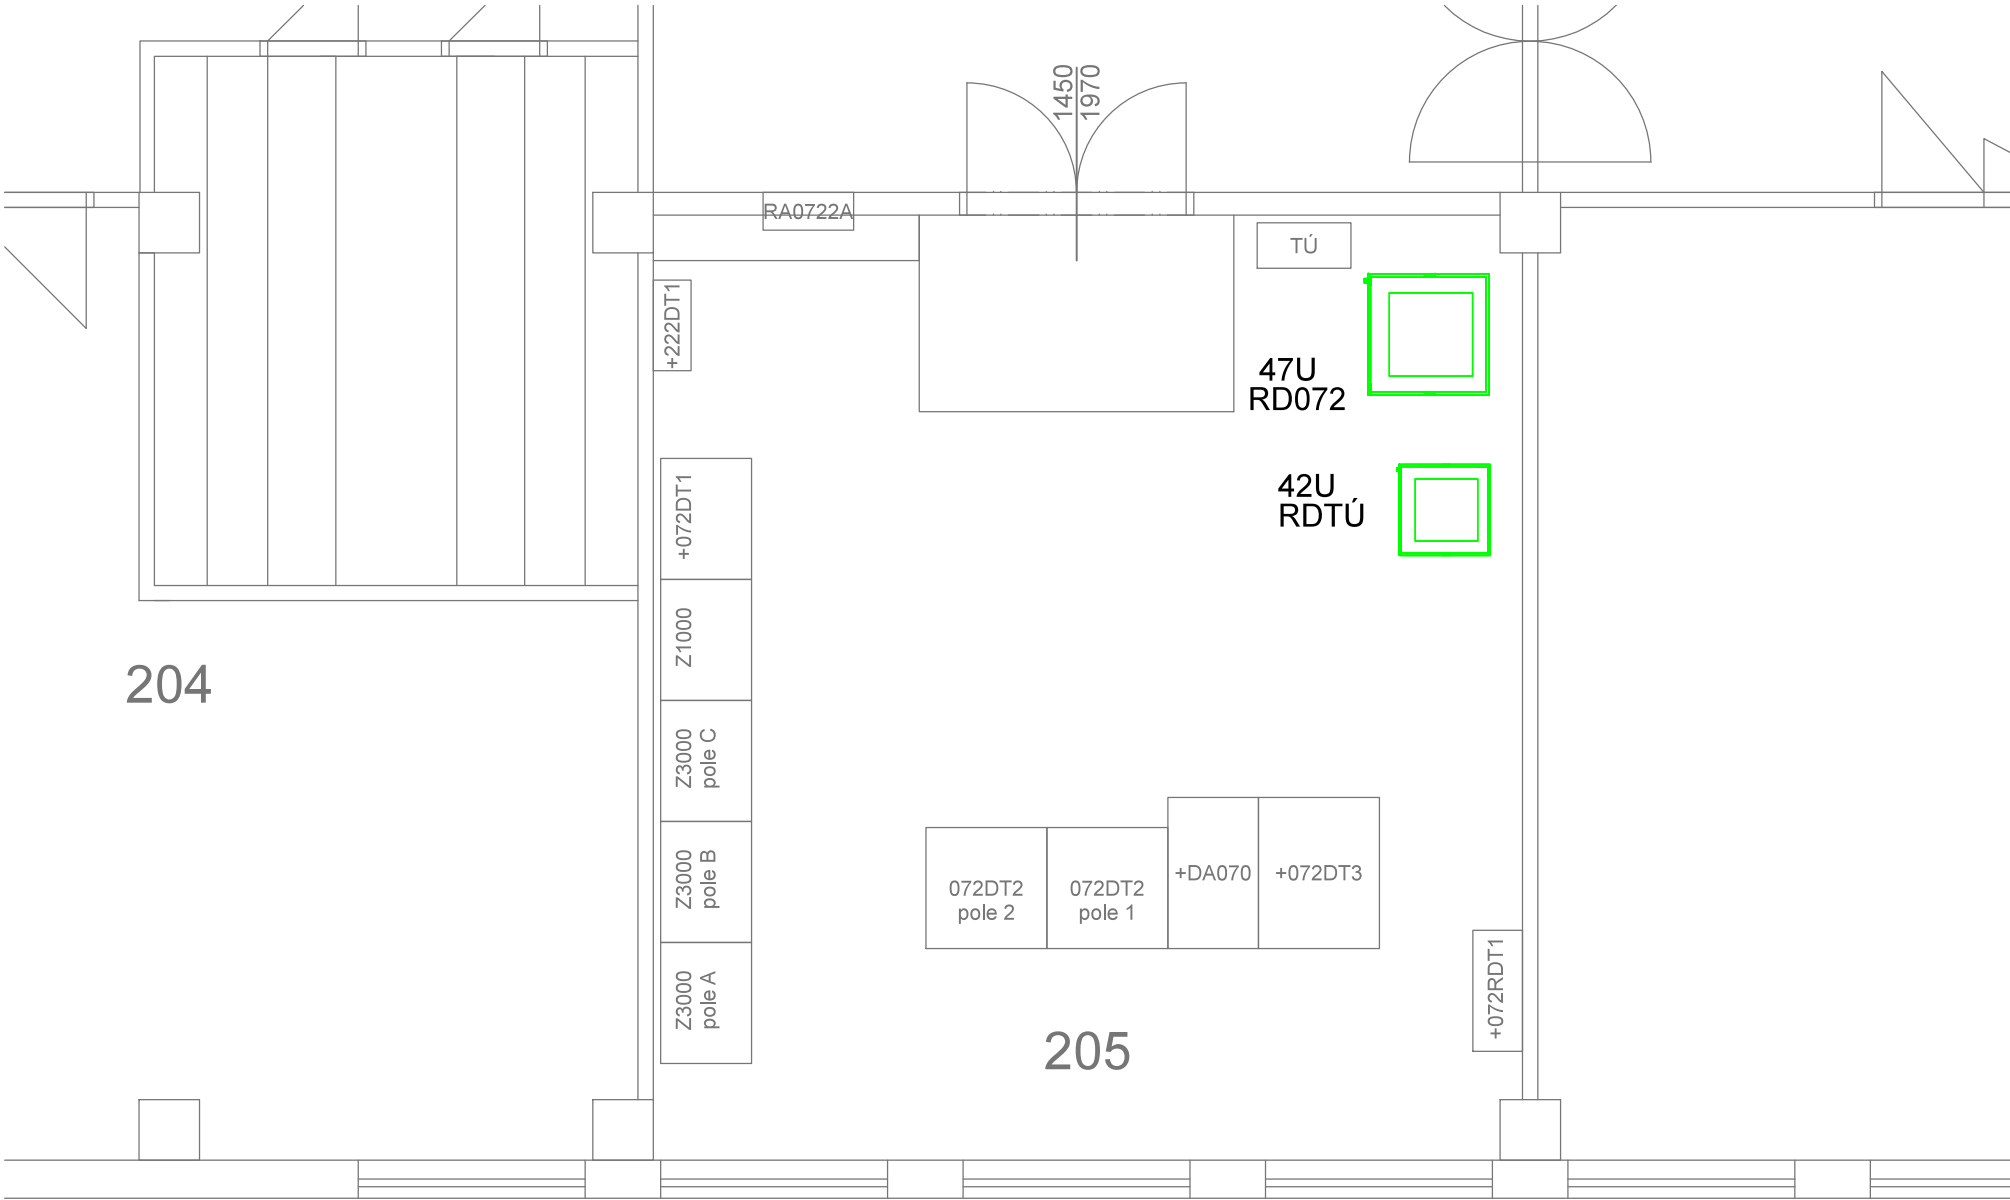 1450
1970
RA0722A
TÚ
+222DT1
47U
RD072
42U
RDTÚ
+072DT1
Z1000
204
Z3000
pole C
Z3000
pole B
Z3000
pole A
072DT2
pole 2
072DT2
pole 1
+DA070
+072DT3
+072RDT1
205